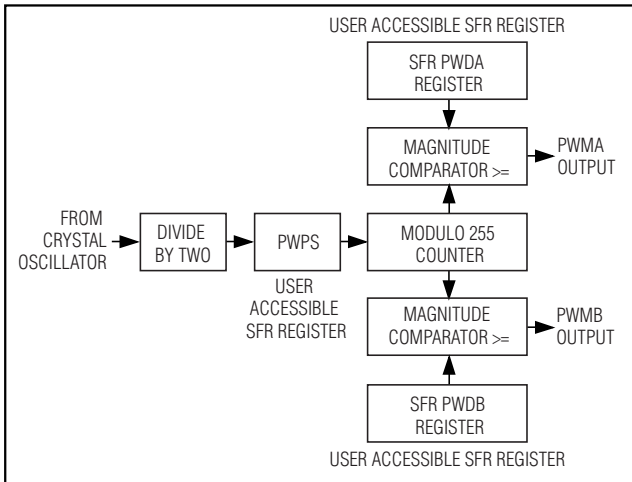 USER ACCESSIBLE SFR REGISTER
SFR PWDA
REGISTER
MAGNITUDE
COMPARATOR >=
PWMA
OUTPUT
FROM
CRYSTAL
OSCILLATOR
DIVIDE
BY TWO
PWPS
USER
ACCESSIBLE
SFR REGISTER
MODULO 255
COUNTER
MAGNITUDE
COMPARATOR >=
PWMB
OUTPUT
SFR PWDB
REGISTER
USER ACCESSIBLE SFR REGISTER